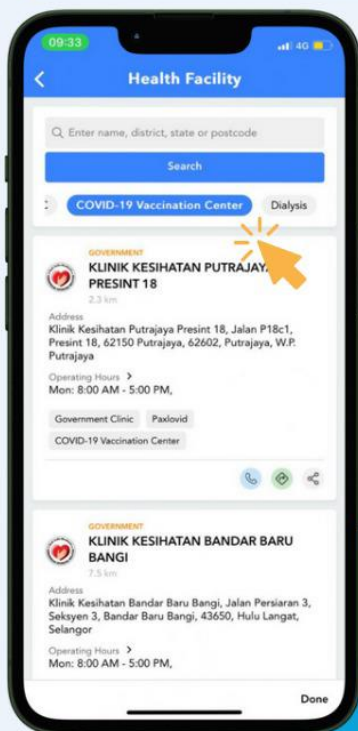 09:33
4G
Health Facility
Enter name, district, state or postcode
Search
COVID-19 Vaccination Center
Dialysis
GOVERNMENT
KLINIK KESIHATAN PUTRAJAYA
PRESINT 18
2.3 km
Address
Klinik Kesihatan Putrajaya Presint 18, Jalan P18c1,
Presint 18, 62150 Putrajaya, 62602, Putrajaya, W.P.
Putrajaya
Operating Hours >
Mon: 8:00 AM - 5:00 PM,
Government Clinic
Paxlovid
COVID-19 Vaccination Center
GOVERNMENT
KLINIK KESIHATAN BANDAR BARU
BANGI
7.5 km
Address
Klinik Kesihatan Bandar Baru Bangi, Jalan Persiaran 3,
Seksyen 3, Bandar Baru Bangi, 43650, Hulu Langat,
Selangor
Operating Hours >
Mon: 8:00 AM - 5:00 PM,
Done